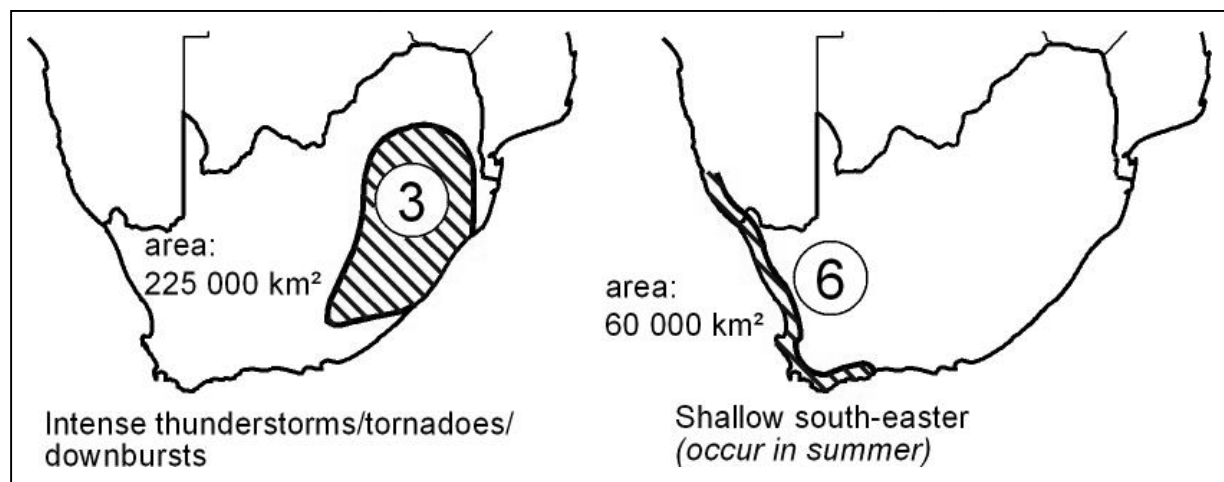 3
area:
225 000 km²
Intense thunderstorms/tornadoes/
downbursts
6
area:
60 000 km²
Shallow south-easter
(occur in summer)